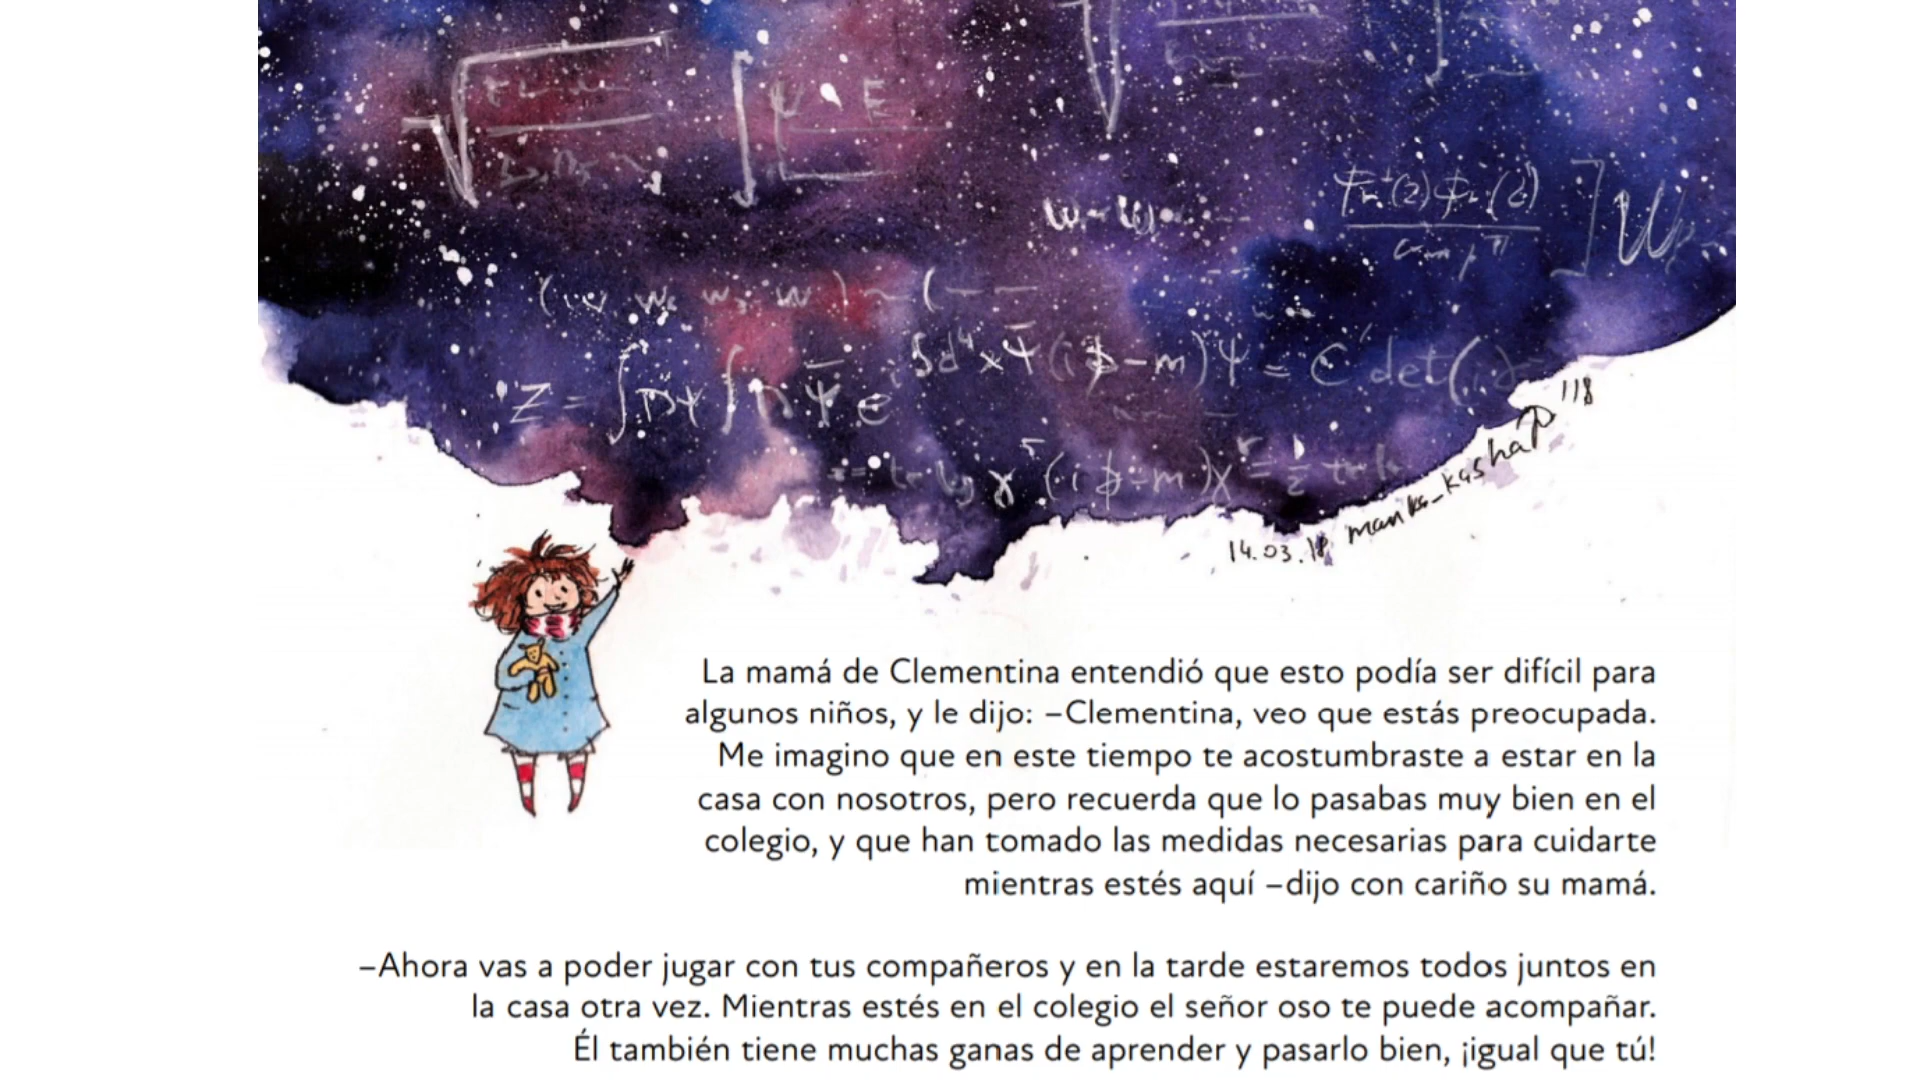 Z = ∫Dψ ∫D ψ̄ e i∫d⁴x ψ̄ (i∂̸-m)ψ = C det(i∂̸
14.03.18 manka_kasha '118
La mamá de Clementina entendió que esto podía ser difícil para
algunos niños, y le dijo: –Clementina, veo que estás preocupada.
Me imagino que en este tiempo te acostumbraste a estar en la
casa con nosotros, pero recuerda que lo pasabas muy bien en el
colegio, y que han tomado las medidas necesarias para cuidarte
mientras estés aquí –dijo con cariño su mamá.
–Ahora vas a poder jugar con tus compañeros y en la tarde estaremos todos juntos en
la casa otra vez. Mientras estés en el colegio el señor oso te puede acompañar.
Él también tiene muchas ganas de aprender y pasarlo bien, ¡igual que tú!